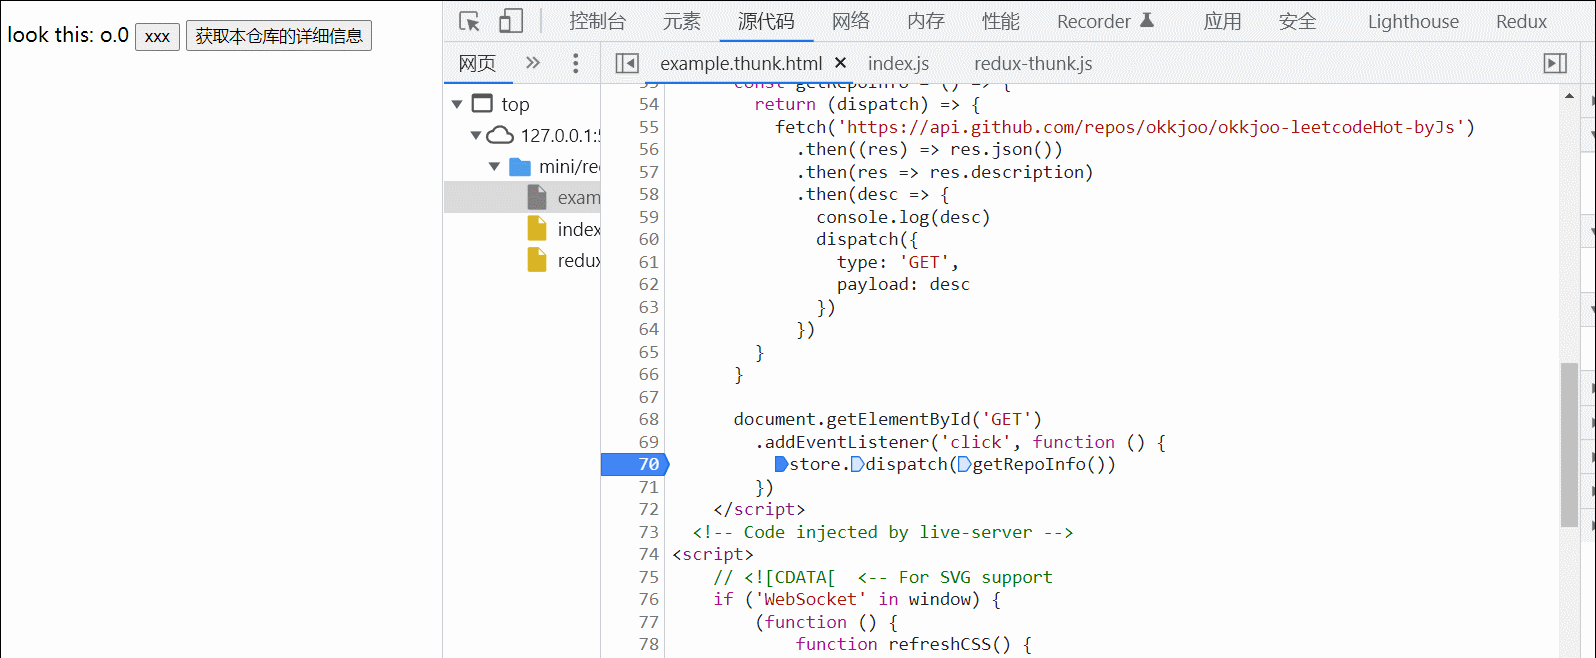 look this: o.0 xxx 获取本仓库的详细信息
控制台 元素 源代码 网络 内存 性能 Recorder 应用 安全 Lighthouse Redux
网页 example.thunk.html × index.js redux-thunk.js
top
127.0.0.1:5
mini/re
exam
index
redux
53 const getRepoInfo = () => {
54 return (dispatch) => {
55 fetch('https://api.github.com/repos/okkjoo/okkjoo-leetcodeHot-byJs')
56 .then((res) => res.json())
57 .then(res => res.description)
58 .then(desc => {
59 console.log(desc)
60 dispatch({
61 type: 'GET',
62 payload: desc
63 })
64 })
65 }
66 }
67
68 document.getElementById('GET')
69 .addEventListener('click', function () {
70 store.dispatch(getRepoInfo())
71 })
72 </script>
73 <!-- Code injected by live-server -->
74 <script>
75 // <![CDATA[ <-- For SVG support
76 if ('WebSocket' in window) {
77 (function () {
78 function refreshCSS() {